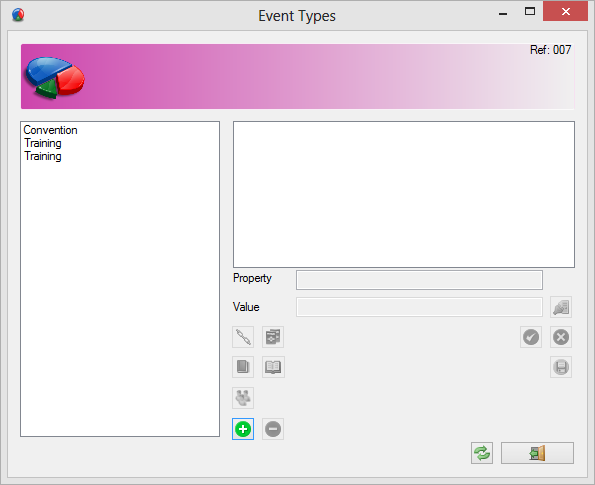 Event Types
Ref: 007
Convention
Training
Training
Property
Value